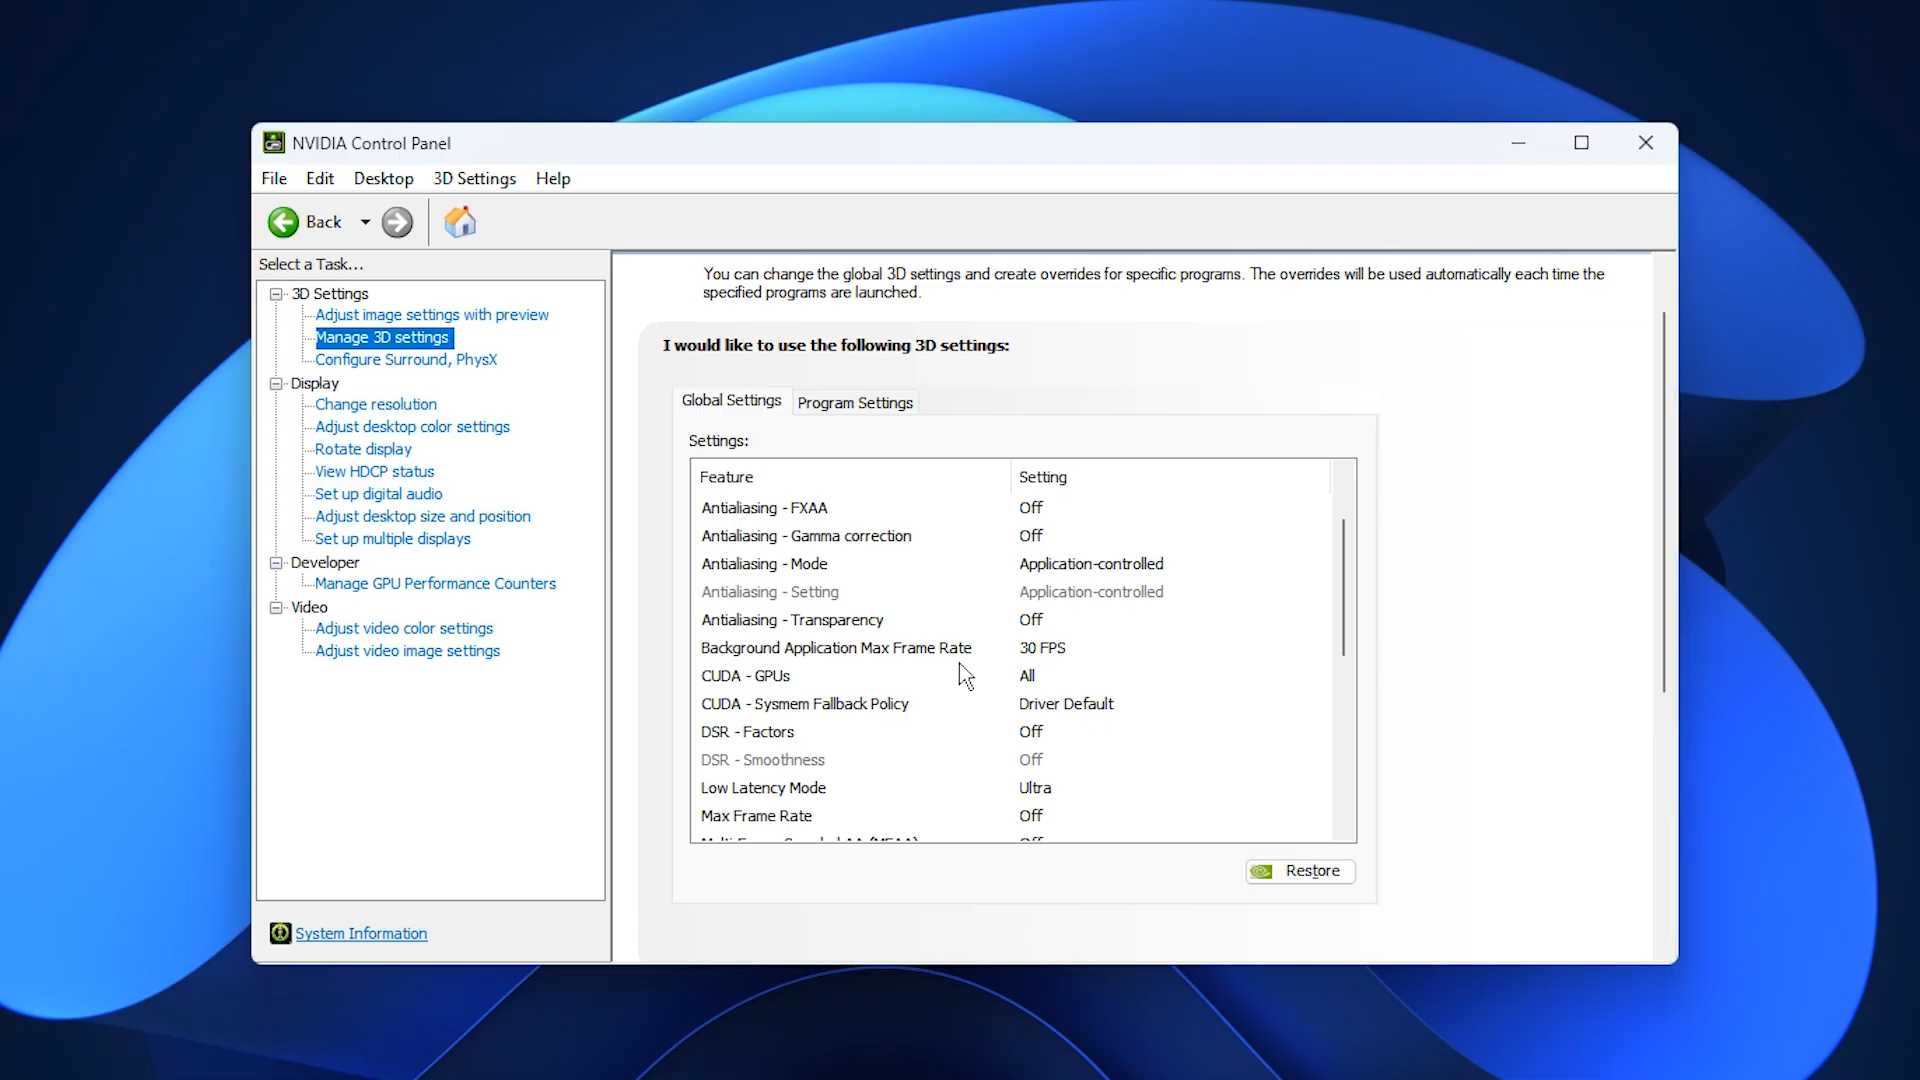 NVIDIA Control Panel
File Edit Desktop 3D Settings Help
Back
Select a Task...
3D Settings
Adjust image settings with preview
Manage 3D settings
Configure Surround, PhysX
Display
Change resolution
Adjust desktop color settings
Rotate display
View HDCP status
Set up digital audio
Adjust desktop size and position
Set up multiple displays
Developer
Manage GPU Performance Counters
Video
Adjust video color settings
Adjust video image settings
System Information
You can change the global 3D settings and create overrides for specific programs. The overrides will be used automatically each time the
specified programs are launched.
I would like to use the following 3D settings:
Global Settings Program Settings
Settings:
Feature Setting
Antialiasing - FXAA Off
Antialiasing - Gamma correction Off
Antialiasing - Mode Application-controlled
Antialiasing - Setting Application-controlled
Antialiasing - Transparency Off
Background Application Max Frame Rate 30 FPS
CUDA - GPUs All
CUDA - Sysmem Fallback Policy Driver Default
DSR - Factors Off
DSR - Smoothness Off
Low Latency Mode Ultra
Max Frame Rate Off
Restore